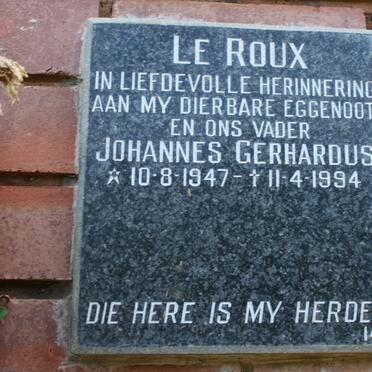 LE ROUX
IN LIEFDEVOLLE HERINNERING
AAN MY DIERBARE EGGENOOT
EN ONS VADER
JOHANNES GERHARDUS
☆ 10-8-1947 - † 11-4-1994
DIE HERE IS MY HERDE